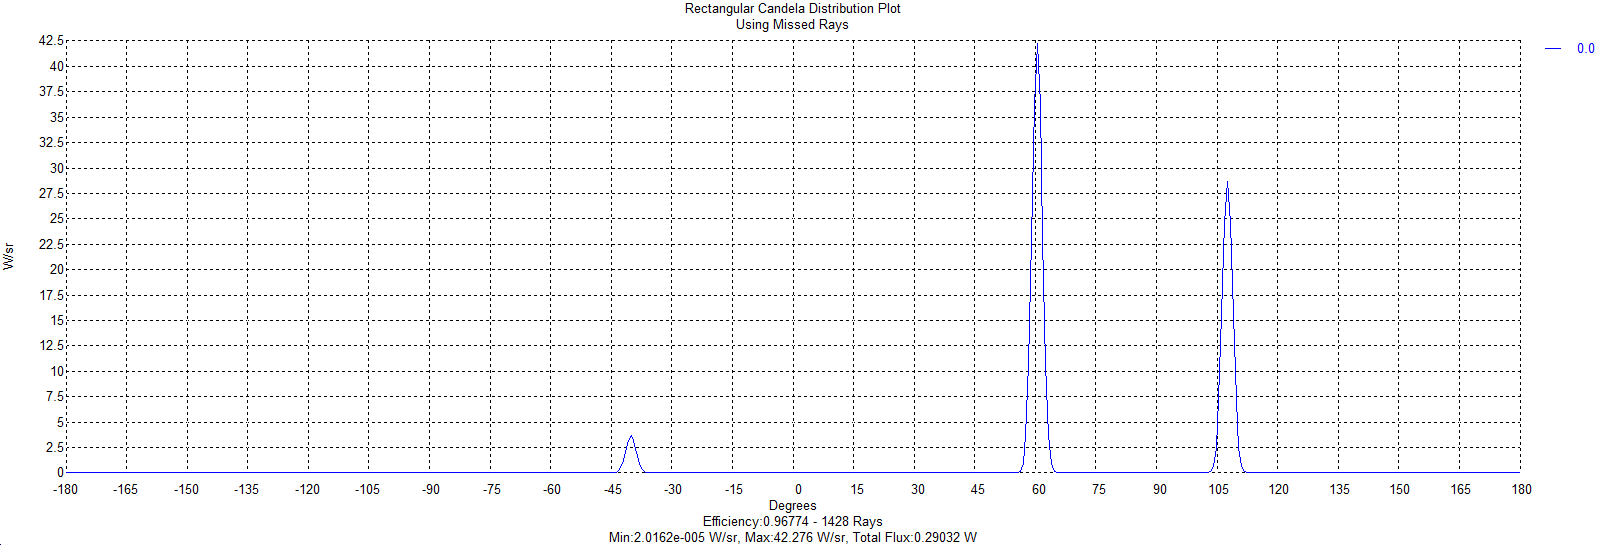 Rectangular Candela Distribution Plot
Using Missed Rays
0.0
W/sr
42.5
40
37.5
35
32.5
30
27.5
25
22.5
20
17.5
15
12.5
10
7.5
5
2.5
0
-180 -165 -150 -135 -120 -105 -90 -75 -60 -45 -30 -15 0 15 30 45 60 75 90 105 120 135 150 165 180
Degrees
Efficiency:0.96774 - 1428 Rays
Min:2.0162e-005 W/sr, Max:42.276 W/sr, Total Flux:0.29032 W